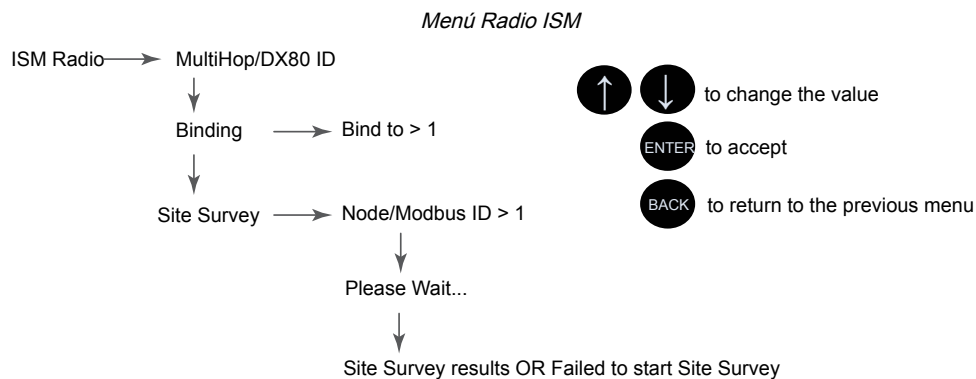 Menú Radio ISM
ISM Radio
MultiHop/DX80 ID
Binding
Bind to > 1
Site Survey
Node/Modbus ID > 1
Please Wait...
Site Survey results OR Failed to start Site Survey
to change the value
ENTER
to accept
BACK
to return to the previous menu